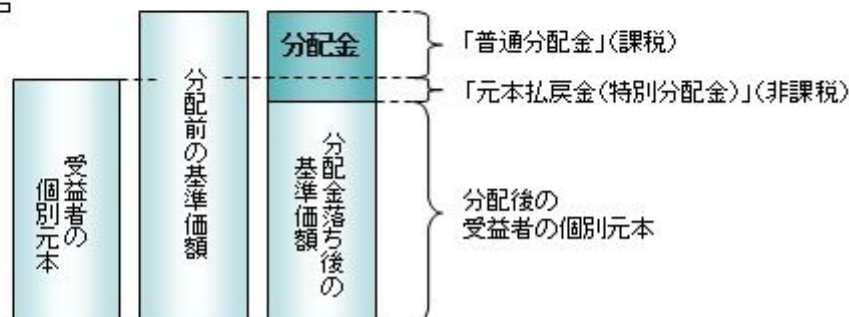 分配金
「普通分配金」(課税)
「元本払戻金(特別分配金)」(非課税)
受益者の
個別元本
分配前の基準価額
分配金落ち後の
基準価額
分配後の
受益者の個別元本